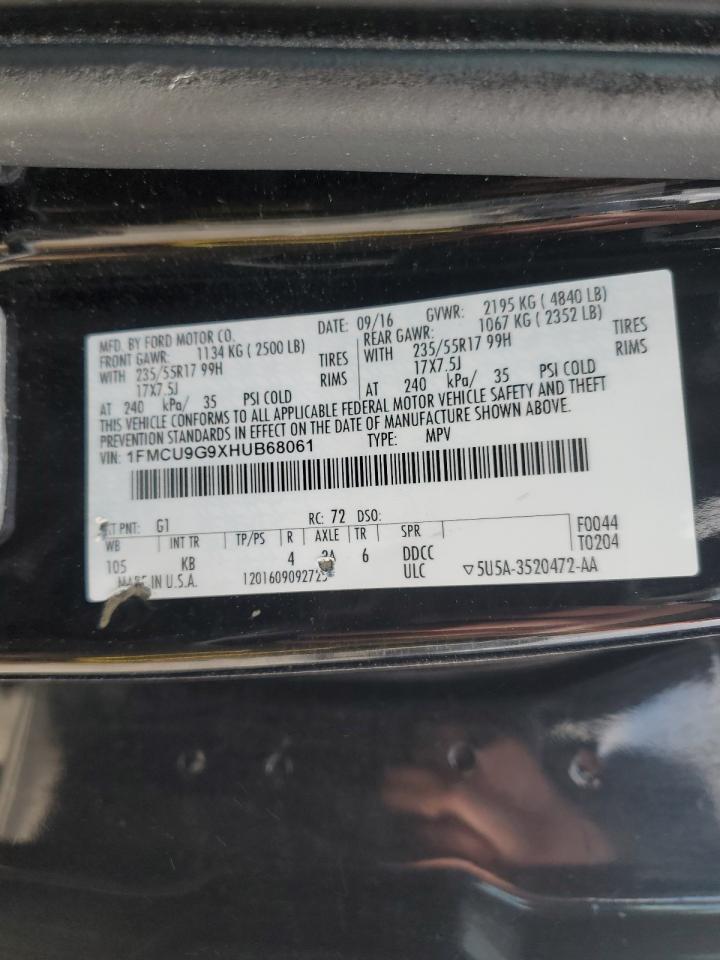 MFD. BY FORD MOTOR CO. DATE: 09/16 GVWR: 2195 KG ( 4840 LB)
FRONT GAWR: 1134 KG ( 2500 LB) REAR GAWR: 1067 KG ( 2352 LB)
WITH 235/55R17 99H TIRES WITH 235/55R17 99H TIRES
17X7.5J RIMS 17X7.5J RIMS
AT 240 kPa/ 35 PSI COLD AT 240 kPa/ 35 PSI COLD
THIS VEHICLE CONFORMS TO ALL APPLICABLE FEDERAL MOTOR VEHICLE SAFETY AND THEFT
PREVENTION STANDARDS IN EFFECT ON THE DATE OF MANUFACTURE SHOWN ABOVE.
VIN: 1FMCU9G9XHUB68061 TYPE: MPV
PNT: G1 RC: 72 DSO: F0044
WB INT TR TP/PS R AXLE TR SPR T0204
105 KB 4 6 DDCC
MADE IN U.S.A. ULC ▽5U5A-3520472-AA